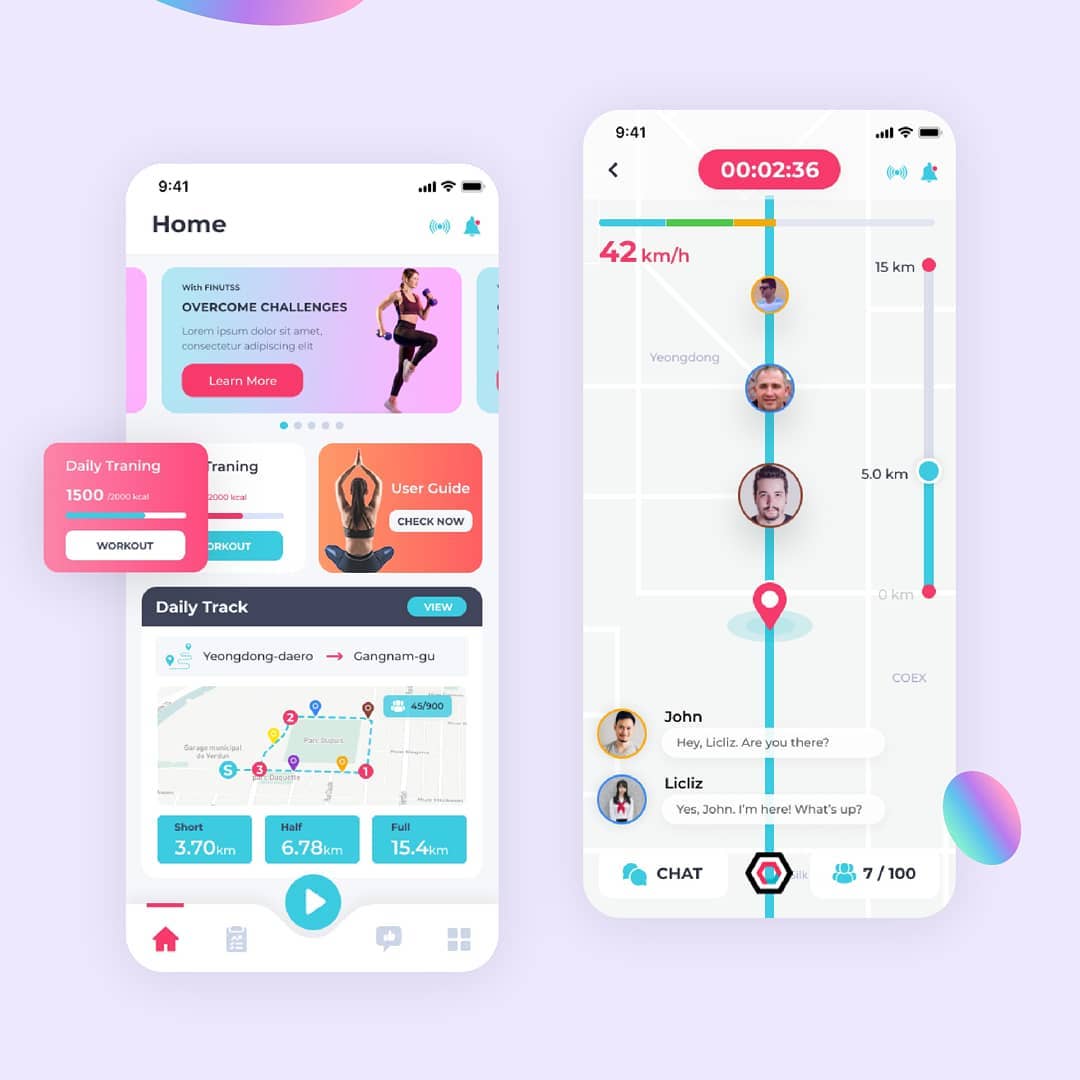 9:41
Home
With FINUTSS
OVERCOME CHALLENGES
Lorem ipsum dolor sit amet,
consectetur adipiscing elit
Learn More
Daily Traning
1500 /2000 kcal
WORKOUT
Traning
2000 kcal
ORKOUT
User Guide
CHECK NOW
Daily Track
VIEW
Yeongdong-daero → Gangnam-gu
45/900
2
Parc Dupuis
Garage municipal
de Verdun
S
3
1
parc Duquette
Short
3.70km
Half
6.78km
Full
15.4km
9:41
00:02:36
42 km/h
15 km
Yeongdong
5.0 km
0 km
COEX
John
Hey, Licliz. Are you there?
Licliz
Yes, John. I'm here! What's up?
CHAT
silk
7 / 100